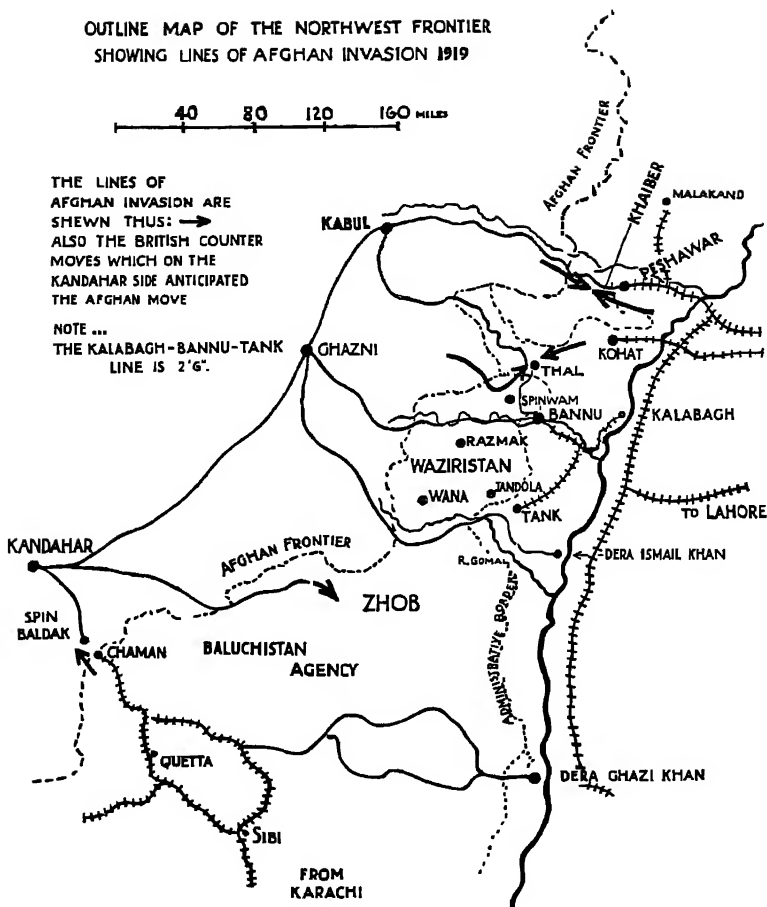 OUTLINE MAP OF THE NORTHWEST FRONTIER
SHOWING LINES OF AFGHAN INVASION 1919
40 80 120 160 MILES
THE LINES OF
AFGHAN INVASION ARE
SHEWN THUS:
ALSO THE BRITISH COUNTER
MOVES WHICH ON THE
KANDAHAR SIDE ANTICIPATED
THE AFGHAN MOVE
NOTE ...
THE KALABAGH-BANNU-TANK
LINE IS 2'6".
AFGHAN FRONTIER
KHAIBER
MALAKAND
KABUL
PESHAWAR
GHAZNI
KOHAT
THAL
SPINWAM
BANNU
KALABAGH
RAZMAK
WAZIRISTAN
WANA
JANDOLA
TANK
TO LAHORE
KANDAHAR
AFGHAN FRONTIER
R. GOMAL
DERA ISMAIL KHAN
ZHOB
SPIN
BALDAK
CHAMAN
BALUCHISTAN
AGENCY
ADMINISTRATIVE BORDER
QUETTA
DERA GHAZI KHAN
SIBI
FROM
KARACHI